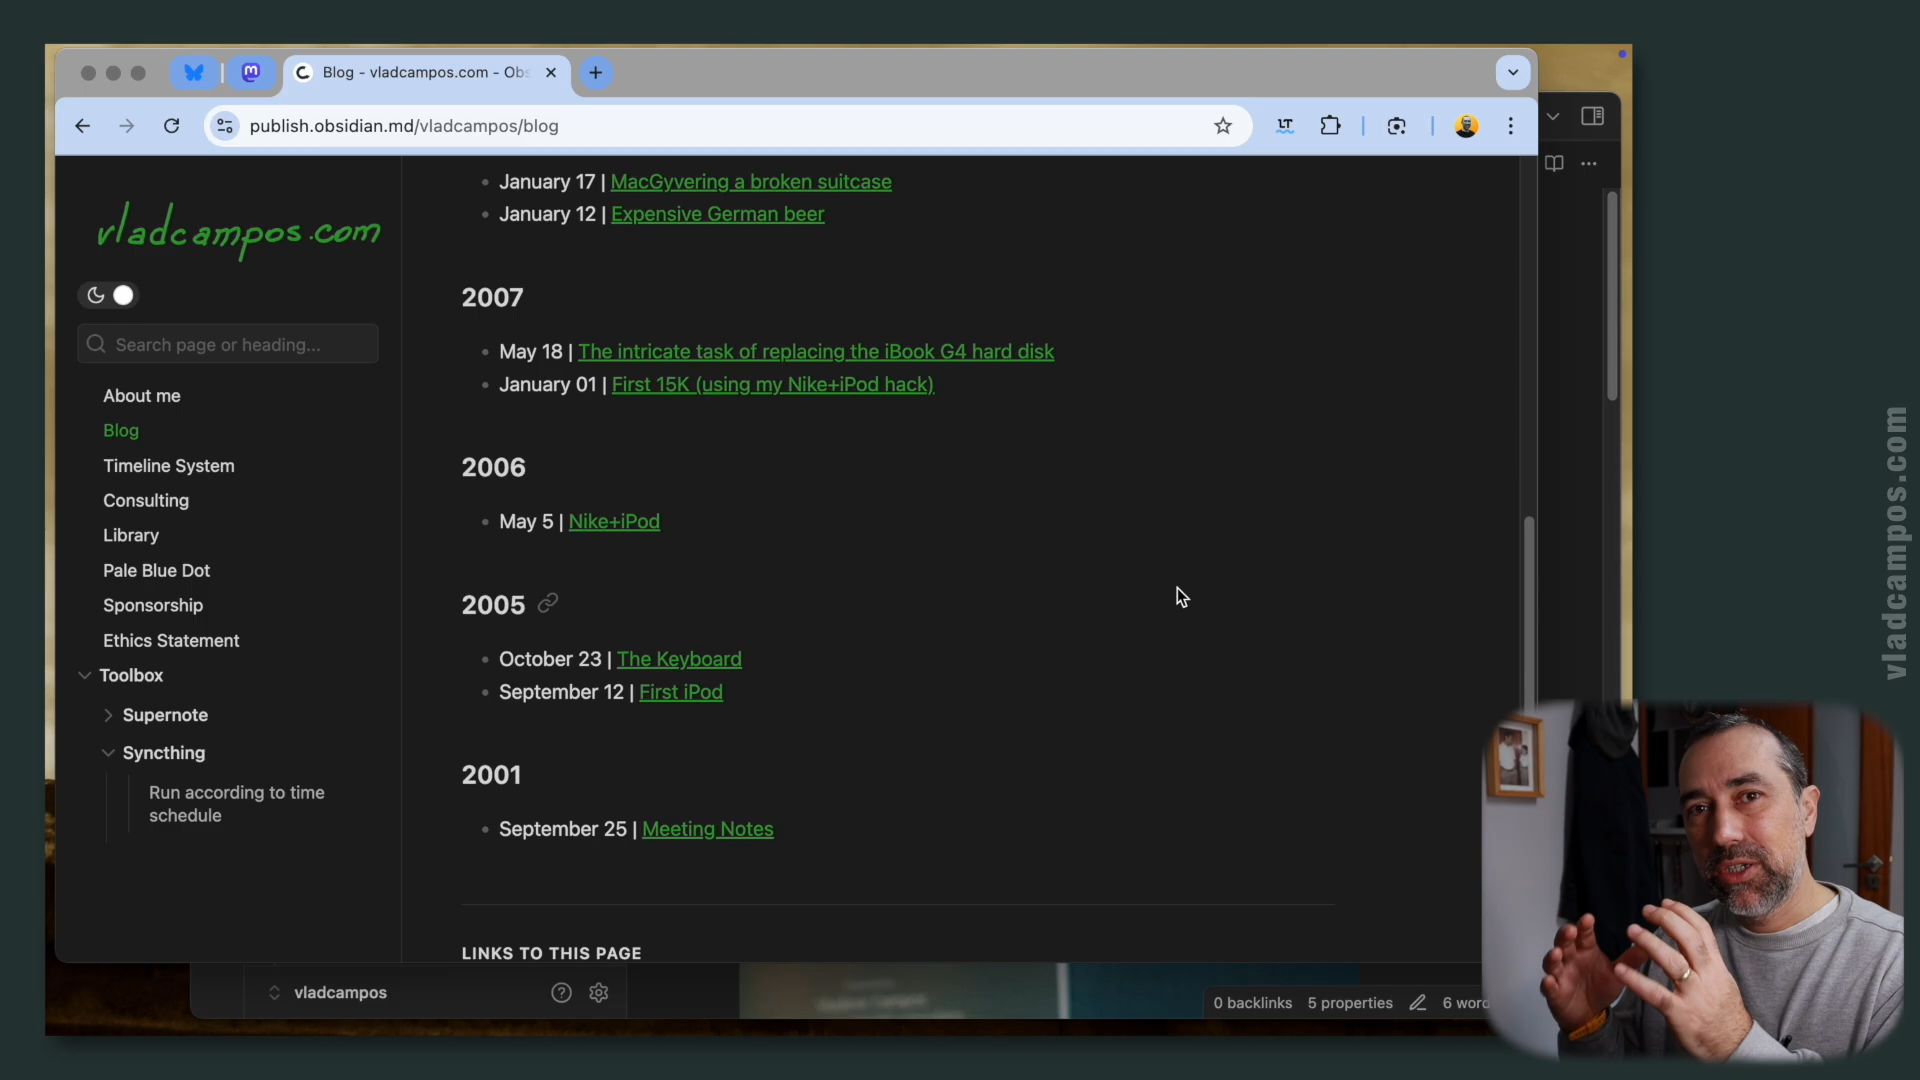 Blog - vladcampos.com - Obs
publish.obsidian.md/vladcampos/blog
LT
vladcampos.com
Search page or heading...
About me
Blog
Timeline System
Consulting
Library
Pale Blue Dot
Sponsorship
Ethics Statement
Toolbox
Supernote
Syncthing
Run according to time
schedule
January 17 | MacGyvering a broken suitcase
January 12 | Expensive German beer
2007
May 18 | The intricate task of replacing the iBook G4 hard disk
January 01 | First 15K (using my Nike+iPod hack)
2006
May 5 | Nike+iPod
2005
October 23 | The Keyboard
September 12 | First iPod
2001
September 25 | Meeting Notes
LINKS TO THIS PAGE
vladcampos
0 backlinks 5 properties 6 word
vladcampos.com